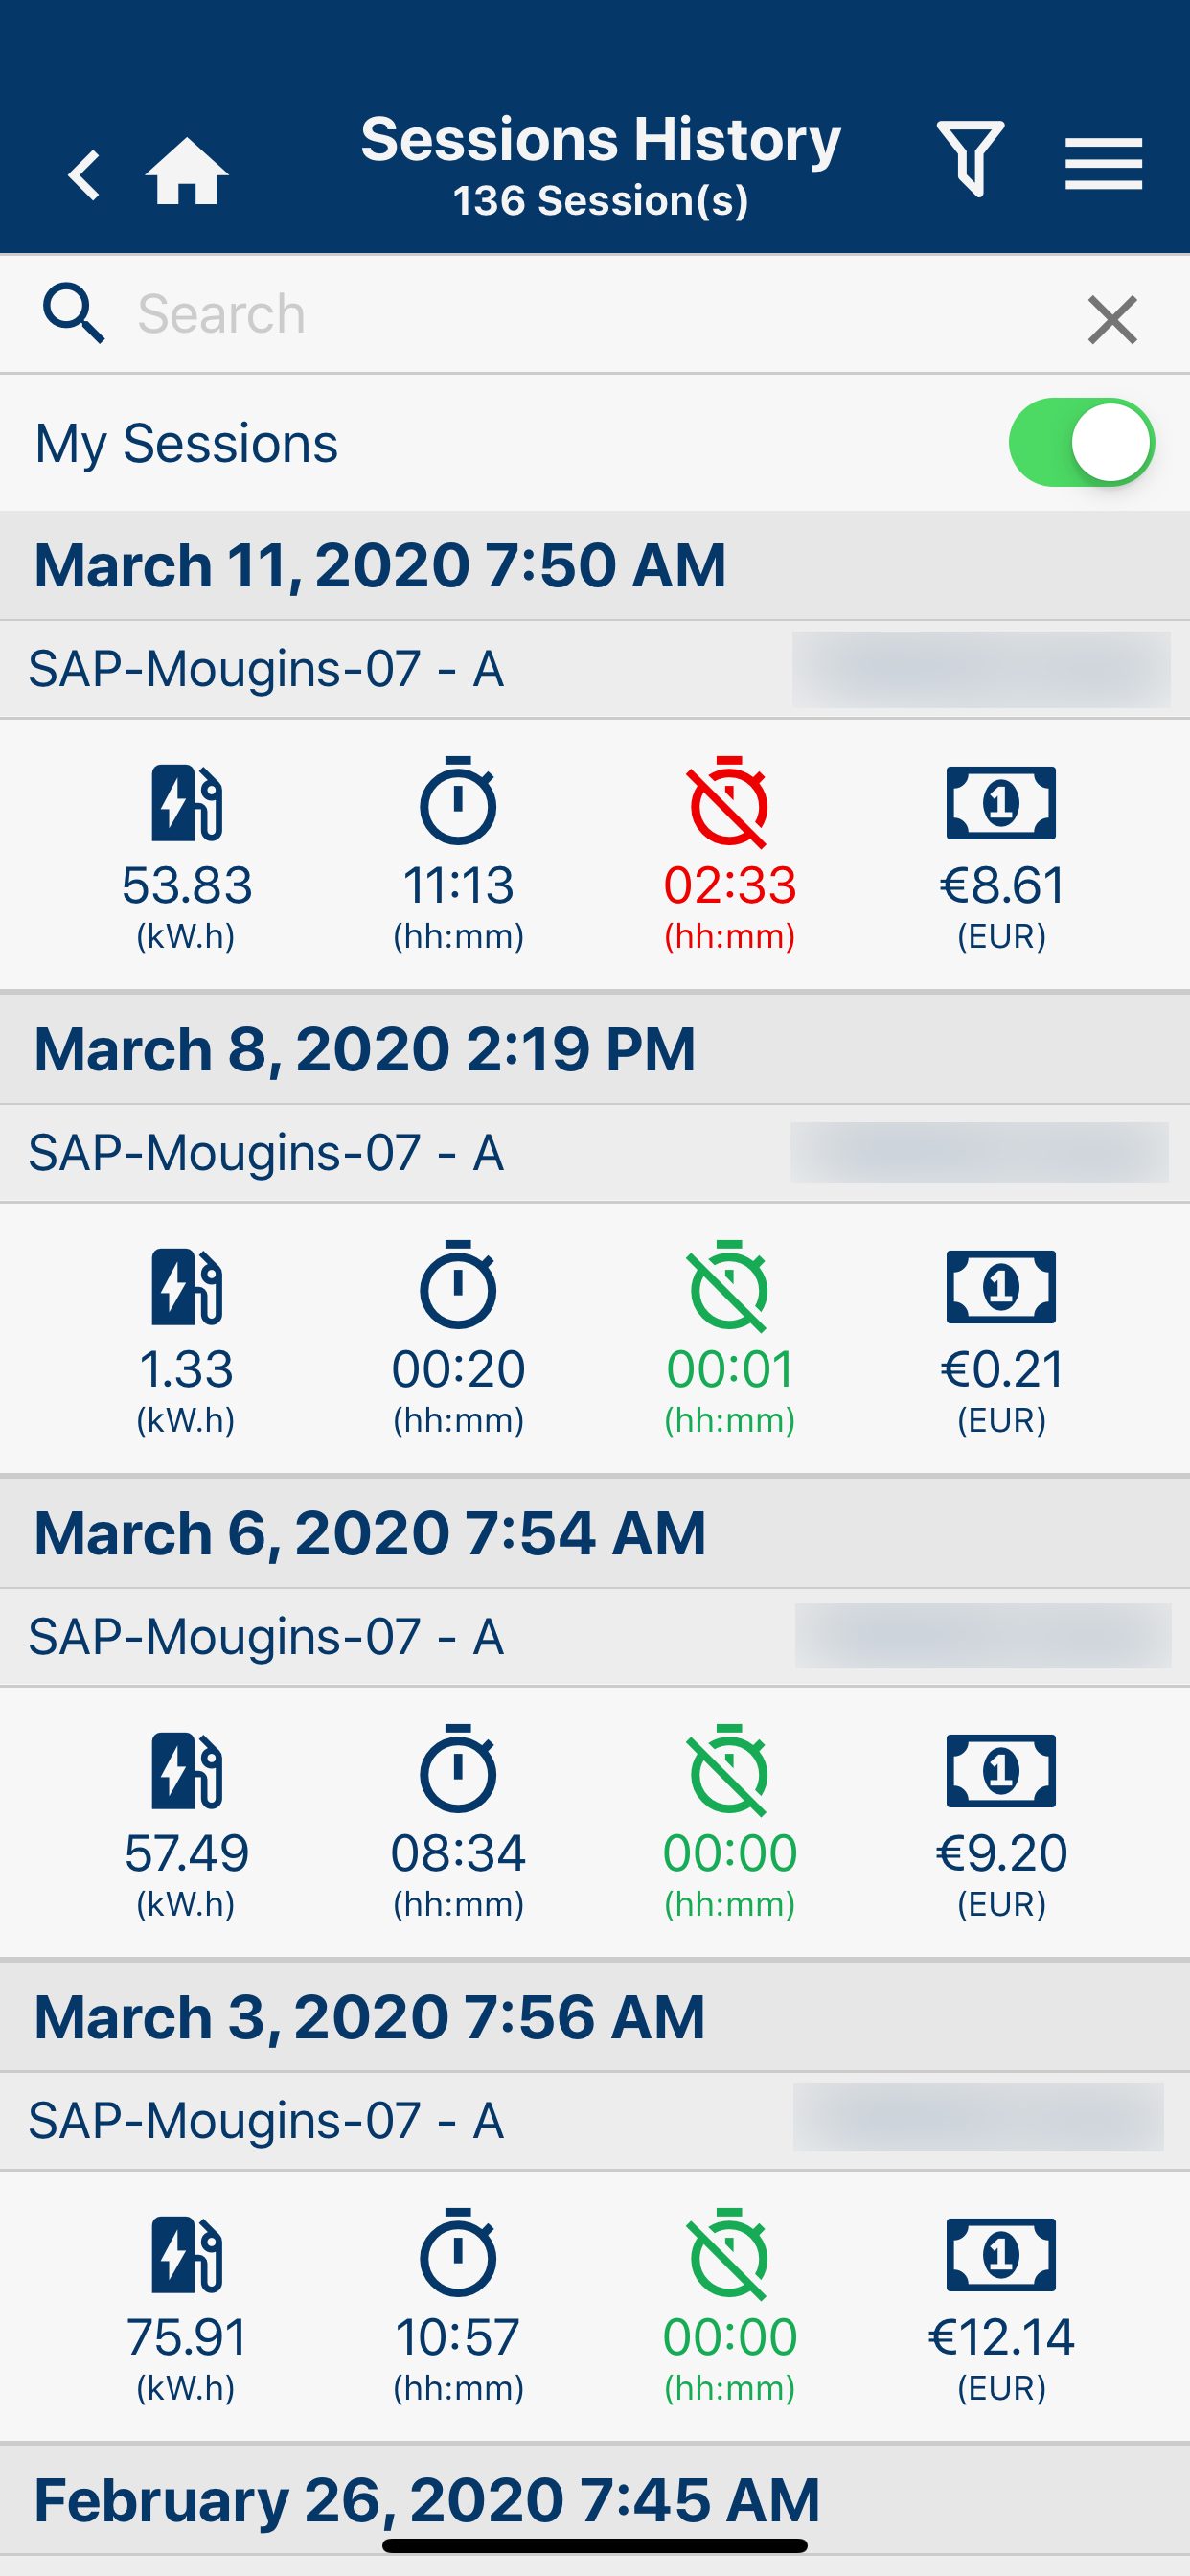 Sessions History
136 Session(s)
Search
My Sessions
March 11, 2020 7:50 AM
SAP-Mougins-07 - A
53.83 11:13 02:33 €8.61
(kW.h) (hh:mm) (hh:mm) (EUR)
March 8, 2020 2:19 PM
SAP-Mougins-07 - A
1.33 00:20 00:01 €0.21
(kW.h) (hh:mm) (hh:mm) (EUR)
March 6, 2020 7:54 AM
SAP-Mougins-07 - A
57.49 08:34 00:00 €9.20
(kW.h) (hh:mm) (hh:mm) (EUR)
March 3, 2020 7:56 AM
SAP-Mougins-07 - A
75.91 10:57 00:00 €12.14
(kW.h) (hh:mm) (hh:mm) (EUR)
February 26, 2020 7:45 AM